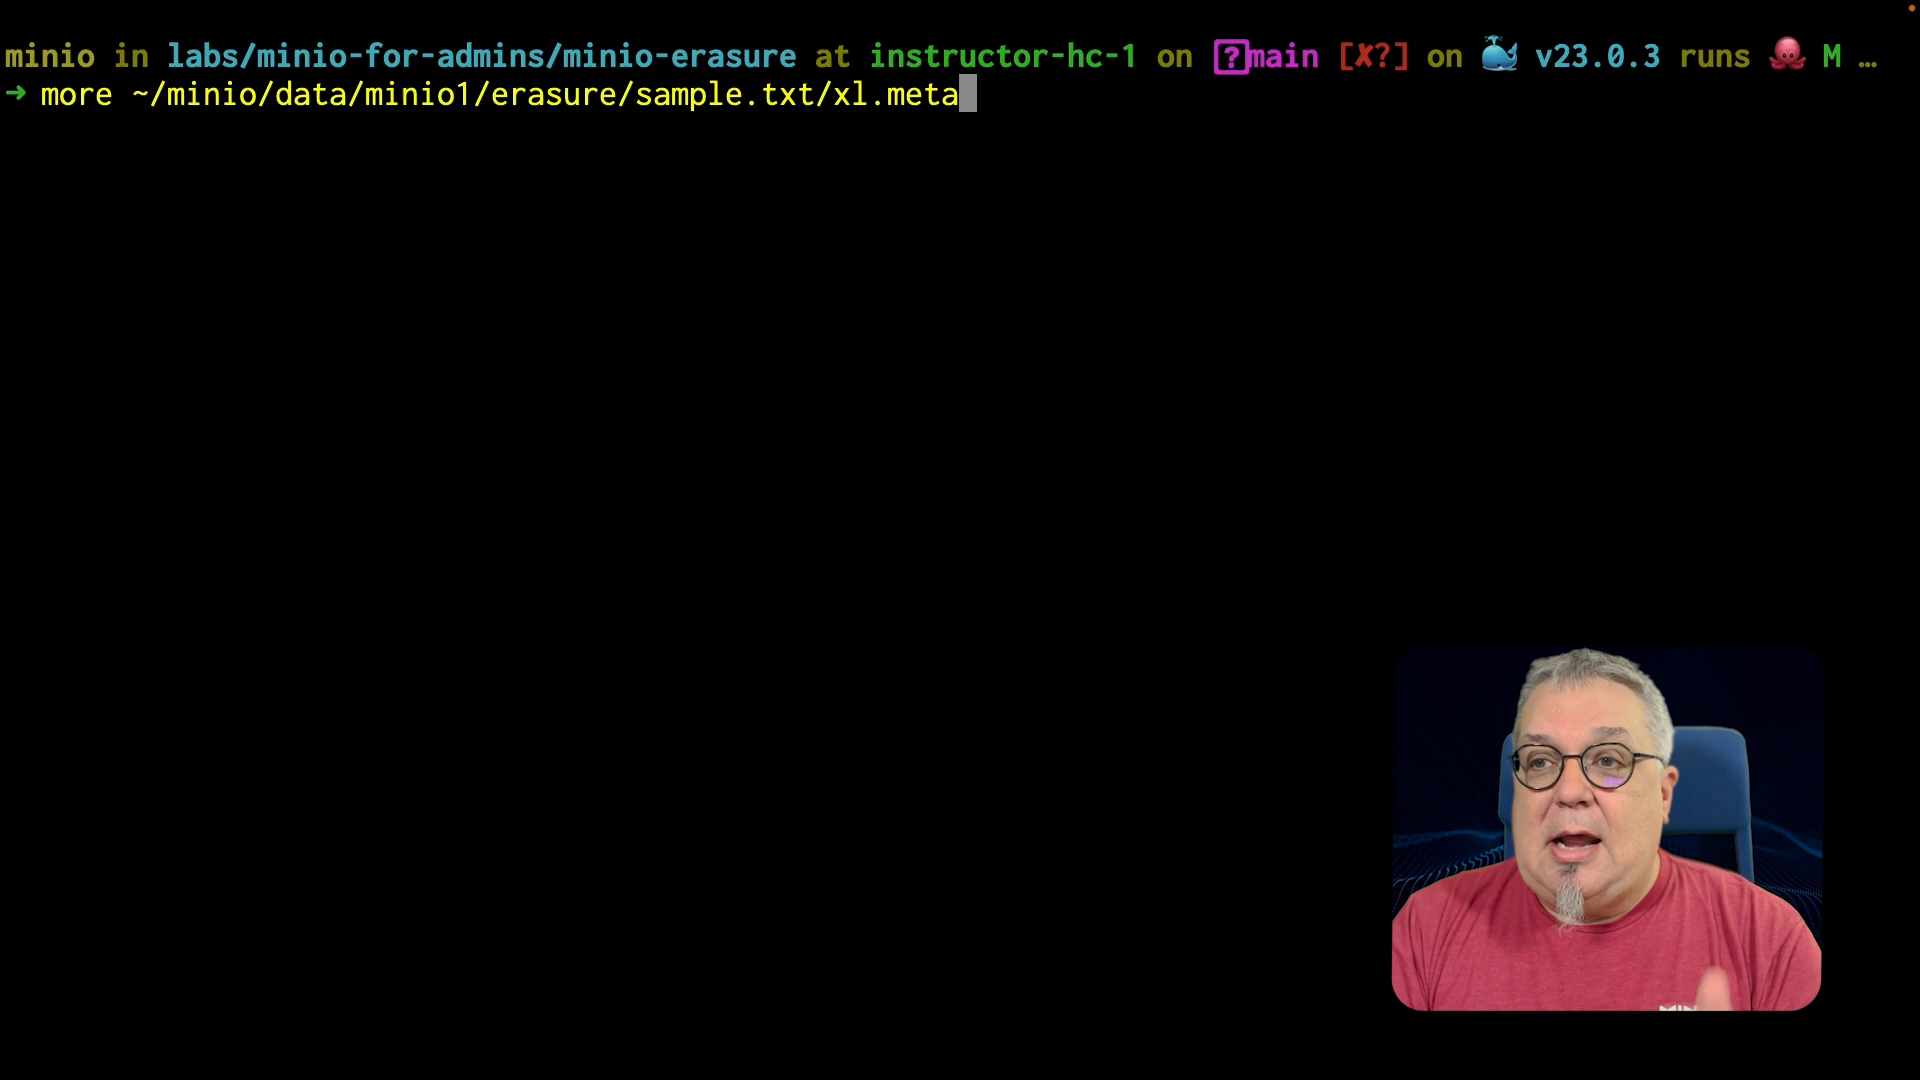 minio in labs/minio-for-admins/minio-erasure at instructor-hc-1 on [?]main [✘?] on 🐳 v23.0.3 runs 🐙 M …
➜ more ~/minio/data/minio1/erasure/sample.txt/xl.meta
MIN